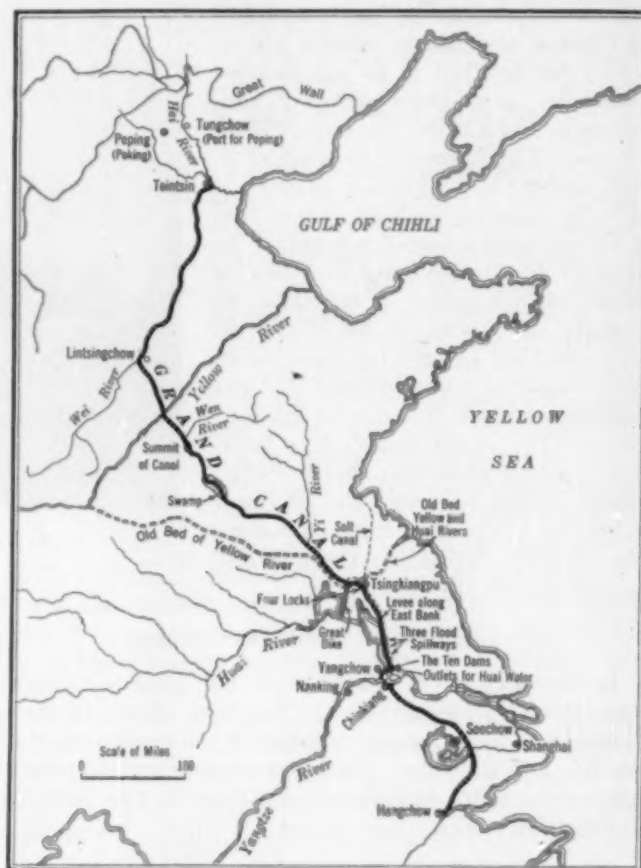 Great Wall
Hai River
Tungchow
(Port for Peping)
Peping
(Peking)
Teintsin
GULF OF CHIHLI
Yellow River
Lintsingchow
Wei River
GRAND CANAL
Wen
River
Summit
of Canal
YELLOW
SEA
Swamp
Yi River
Salt
Canal
Old Bed
Yellow and
Huai Rivers
Old Bed of Yellow
River
Tsingkiangpu
Four Locks
Great
Dike
Levee along
East Bank
Huai River
Three Flood
Spillways
Yangchow
The Ten Dams
Outlets for Huai Water
Nanking
Chinkiang
Soochow
Shanghai
Scale of Miles
0 100
Yangtze River
Hangchow